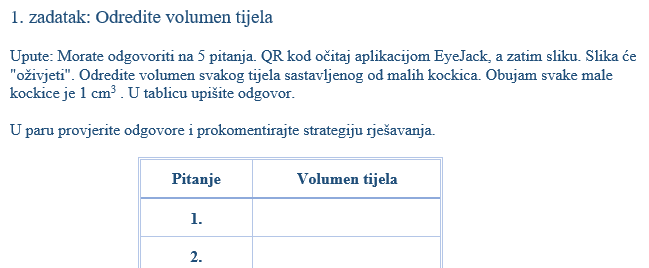 1. zadatak: Odredite volumen tijela
Upute: Morate odgovoriti na 5 pitanja. QR kod očitaj aplikacijom EyeJack, a zatim sliku. Slika će
"oživjeti". Odredite volumen svakog tijela sastavljenog od malih kockica. Obujam svake male
kockice je 1 cm³ . U tablicu upišite odgovor.
U paru provjerite odgovore i prokomentirajte strategiju rješavanja.
Pitanje Volumen tijela
1.
2.